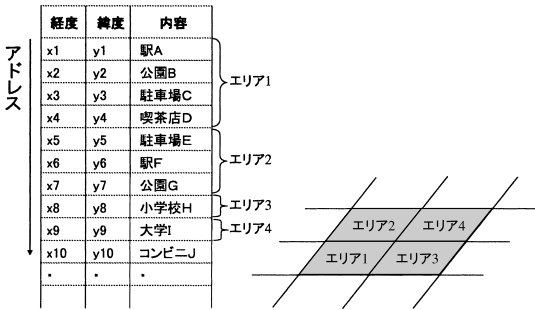 アドレス
経度 緯度 内容
x1 y1 駅A
x2 y2 公園B
x3 y3 駐車場C
x4 y4 喫茶店D
エリア1
x5 y5 駐車場E
x6 y6 駅F
x7 y7 公園G
エリア2
x8 y8 小学校H
エリア3
x9 y9 大学I
エリア4
x10 y10 コンビニJ
・ ・ ・
エリア2 エリア4
エリア1 エリア3